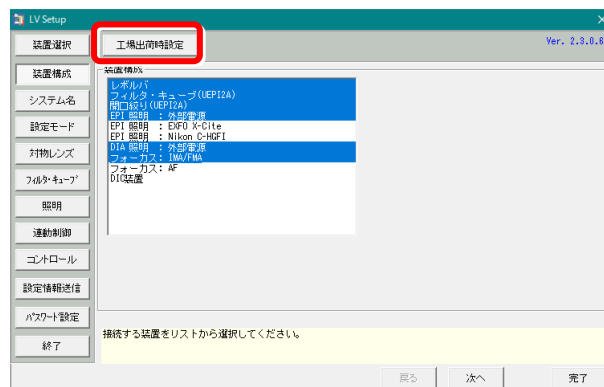 LV Setup
装置選択
工場出荷時設定
Ver. 2.3.0.6
装置構成
装置構成
レボルバ
フィルタ・キューブ(UEPI2A)
開口絞り(UEPI2A)
EPI 照明 : 外部電源
EPI 照明 : EXFO X-Cite
EPI 照明 : Nikon C-HGFI
DIA 照明 : 外部電源
フォーカス: IMA/FMA
フォーカス: AF
DIC装置
システム名
設定モード
対物レンズ
フィルタ・キューブ
照明
連動制御
コントロール
設定情報送信
パスワード設定
終了
接続する装置をリストから選択してください。
戻る
次へ
完了